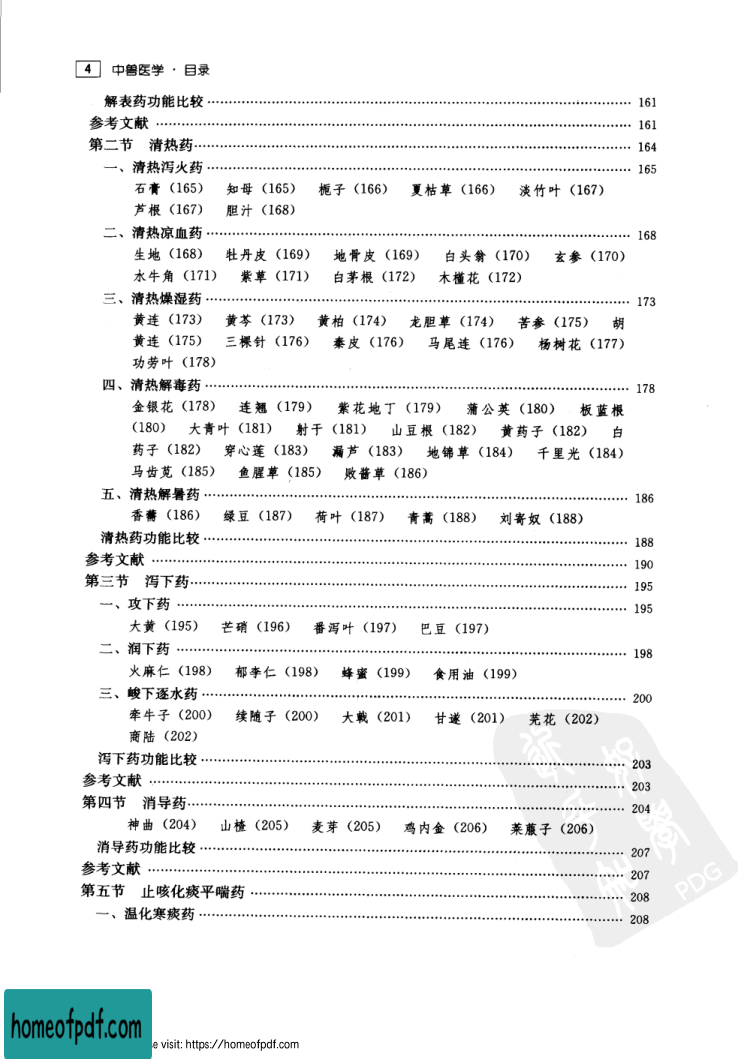 4 中兽医学 · 目录
解表药功能比较 …… 161
参考文献 …… 161
第二节 清热药 …… 164
一、清热泻火药 …… 165
石膏（165） 知母（165） 栀子（166） 夏枯草（166） 淡竹叶（167）
芦根（167） 胆汁（168）
二、清热凉血药 …… 168
生地（168） 牡丹皮（169） 地骨皮（169） 白头翁（170） 玄参（170）
水牛角（171） 紫草（171） 白茅根（172） 木槿花（172）
三、清热燥湿药 …… 173
黄连（173） 黄芩（173） 黄柏（174） 龙胆草（174） 苦参（175） 胡
黄连（175） 三棵针（176） 秦皮（176） 马尾连（176） 杨树花（177）
功劳叶（178）
四、清热解毒药 …… 178
金银花（178） 连翘（179） 紫花地丁（179） 蒲公英（180） 板蓝根
（180） 大青叶（181） 射干（181） 山豆根（182） 黄药子（182） 白
药子（182） 穿心莲（183） 漏芦（183） 地锦草（184） 千里光（184）
马齿苋（185） 鱼腥草（185） 败酱草（186）
五、清热解暑药 …… 186
香薷（186） 绿豆（187） 荷叶（187） 青蒿（188） 刘寄奴（188）
清热药功能比较 …… 188
参考文献 …… 190
第三节 泻下药 …… 195
一、攻下药 …… 195
大黄（195） 芒硝（196） 番泻叶（197） 巴豆（197）
二、润下药 …… 198
火麻仁（198） 郁李仁（198） 蜂蜜（199） 食用油（199）
三、峻下逐水药 …… 200
牵牛子（200） 续随子（200） 大戟（201） 甘遂（201） 芫花（202）
商陆（202）
泻下药功能比较 …… 203
参考文献 …… 203
第四节 消导药 …… 204
神曲（204） 山楂（205） 麦芽（205） 鸡内金（206） 莱菔子（206）
消导药功能比较 …… 207
参考文献 …… 207
第五节 止咳化痰平喘药 …… 208
一、温化寒痰药 …… 208
PDG
homeofpdf.com
e visit: https://homeofpdf.com